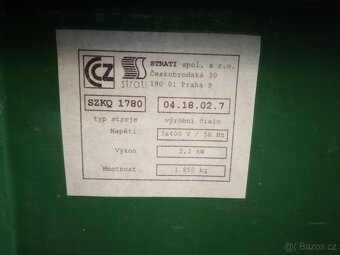 CCZ
strati
STRATI spol. s r.o.
Českobrodská 30
190 01 Praha 9
SZKQ 1780
04.18.02.7
typ stroje
výrobní číslo
Napětí
3x400 V / 50 Hz
Výkon
2,2 kW
Hmotnost
1 850 kg
Bazos.cz